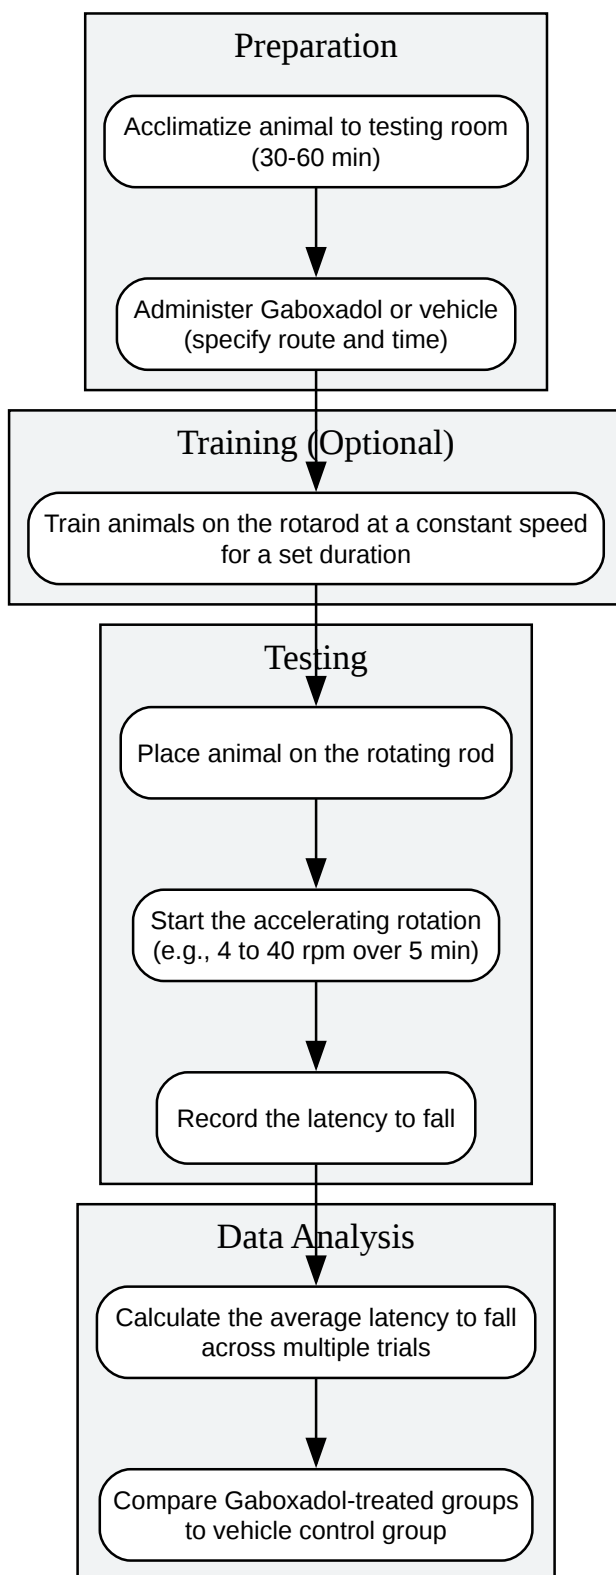 Preparation
Acclimatize animal to testing room
(30-60 min)
Administer Gaboxadol or vehicle
(specify route and time)
Training (Optional)
Train animals on the rotarod at a constant speed
for a set duration
Testing
Place animal on the rotating rod
Start the accelerating rotation
(e.g., 4 to 40 rpm over 5 min)
Record the latency to fall
Data Analysis
Calculate the average latency to fall
across multiple trials
Compare Gaboxadol-treated groups
to vehicle control group